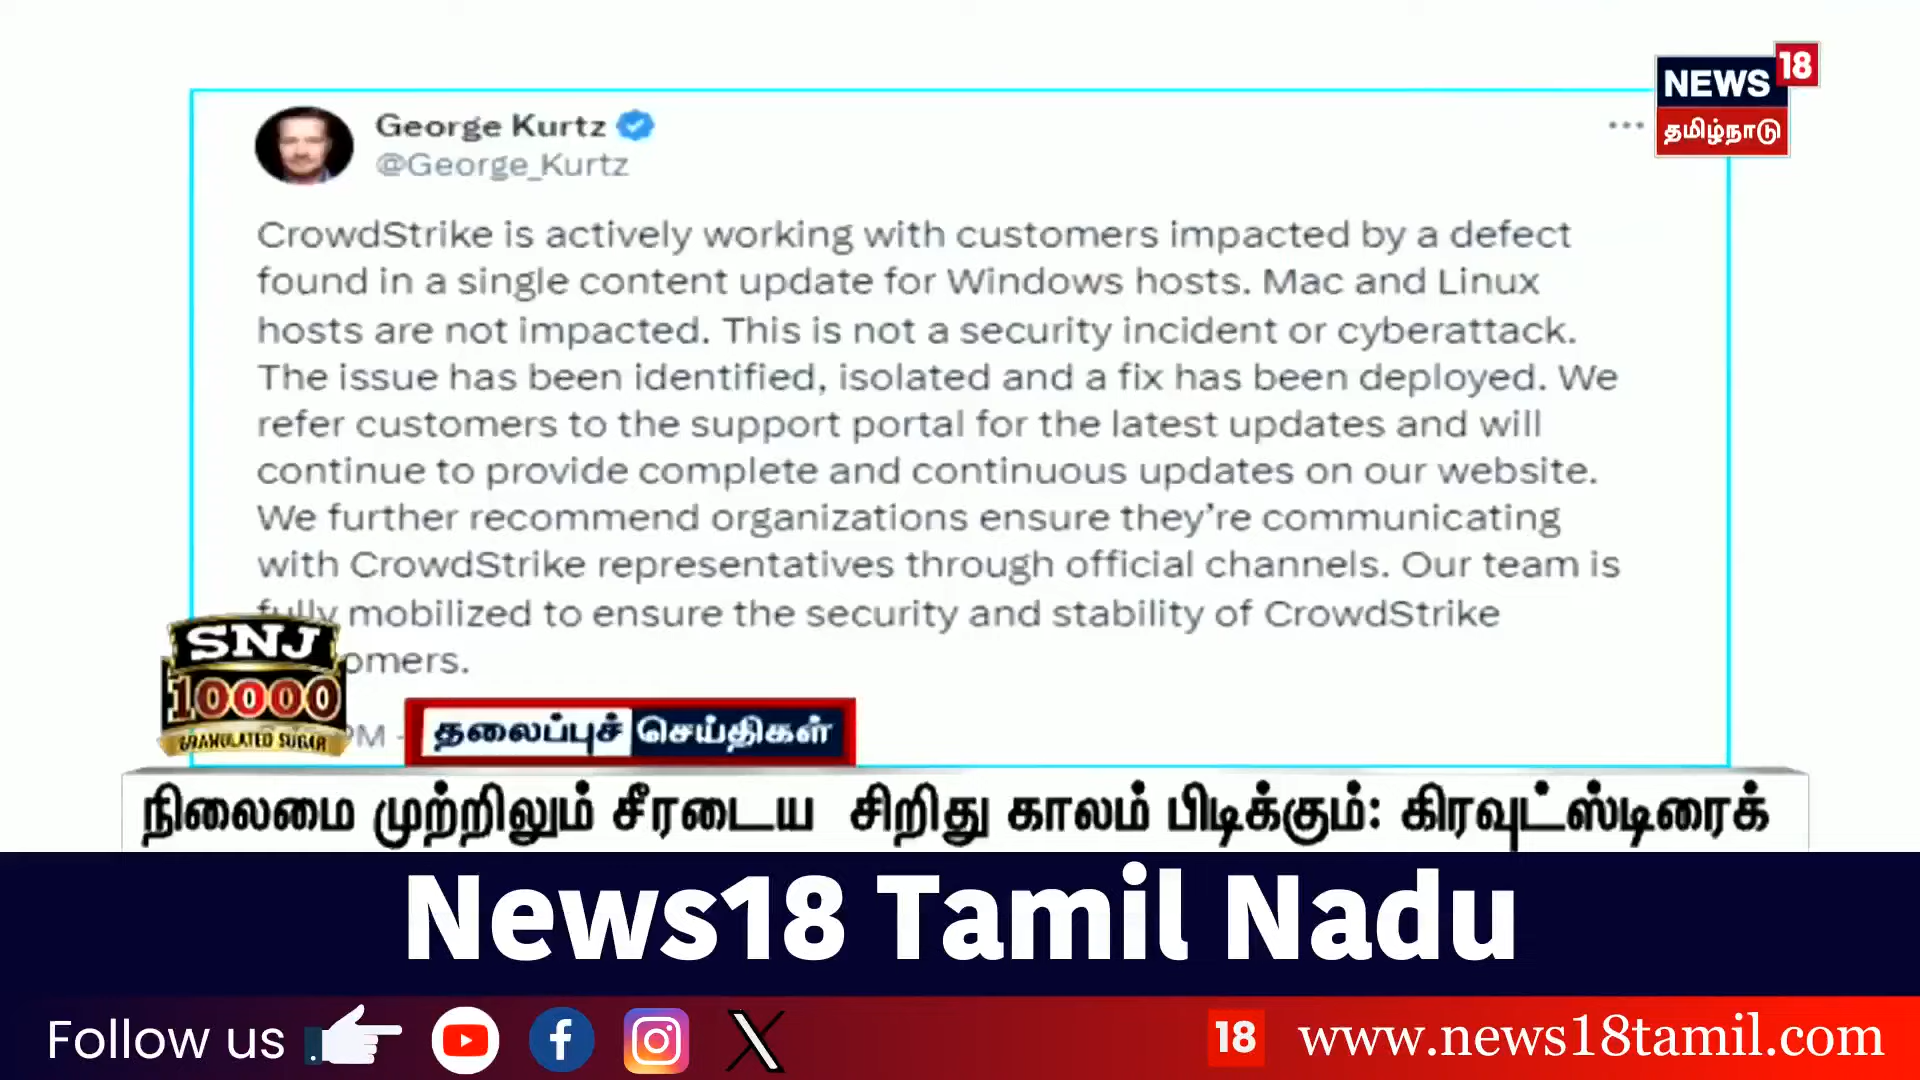 NEWS 18
தமிழ்நாடு
George Kurtz
@George_Kurtz
CrowdStrike is actively working with customers impacted by a defect
found in a single content update for Windows hosts. Mac and Linux
hosts are not impacted. This is not a security incident or cyberattack.
The issue has been identified, isolated and a fix has been deployed. We
refer customers to the support portal for the latest updates and will
continue to provide complete and continuous updates on our website.
We further recommend organizations ensure they're communicating
with CrowdStrike representatives through official channels. Our team is
fully mobilized to ensure the security and stability of CrowdStrike
omers.
SNJ
10000
GRANULATED SUGAR
PM -
தலைப்புச் செய்திகள்
நிலைமை முற்றிலும் சீரடைய சிறிது காலம் பிடிக்கும்: கிரவுட்ஸ்டிரைக்
News18 Tamil Nadu
Follow us
18 www.news18tamil.com